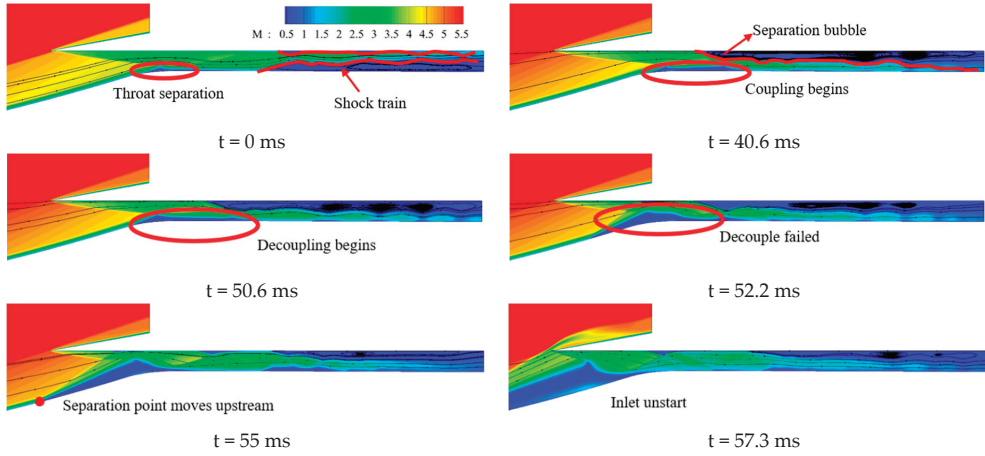 M : 0.5 1 1.5 2 2.5 3 3.5 4 4.5 5 5.5
Throat separation
Shock train
t = 0 ms
Separation bubble
Coupling begins
t = 40.6 ms
Decoupling begins
t = 50.6 ms
Decouple failed
t = 52.2 ms
Separation point moves upstream
t = 55 ms
Inlet unstart
t = 57.3 ms